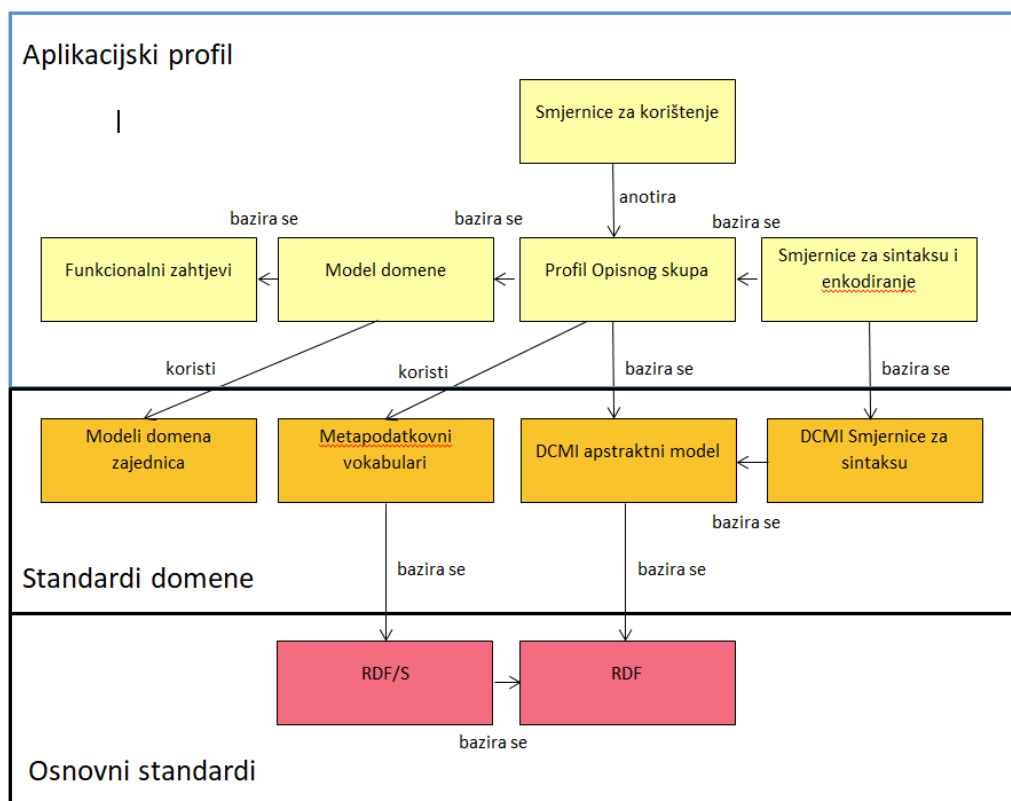 Aplikacijski profil
Smjernice za korištenje
anotira
bazira se
bazira se
bazira se
Funkcionalni zahtjevi
Model domene
Profil Opisnog skupa
Smjernice za sintaksu i
enkodiranje
koristi
koristi
bazira se
bazira se
Modeli domena
zajednica
Metapodatkovni
vokabulari
DCMI apstraktni model
DCMI Smjernice za
sintaksu
bazira se
Standardi domene
bazira se
bazira se
RDF/S
RDF
bazira se
Osnovni standardi